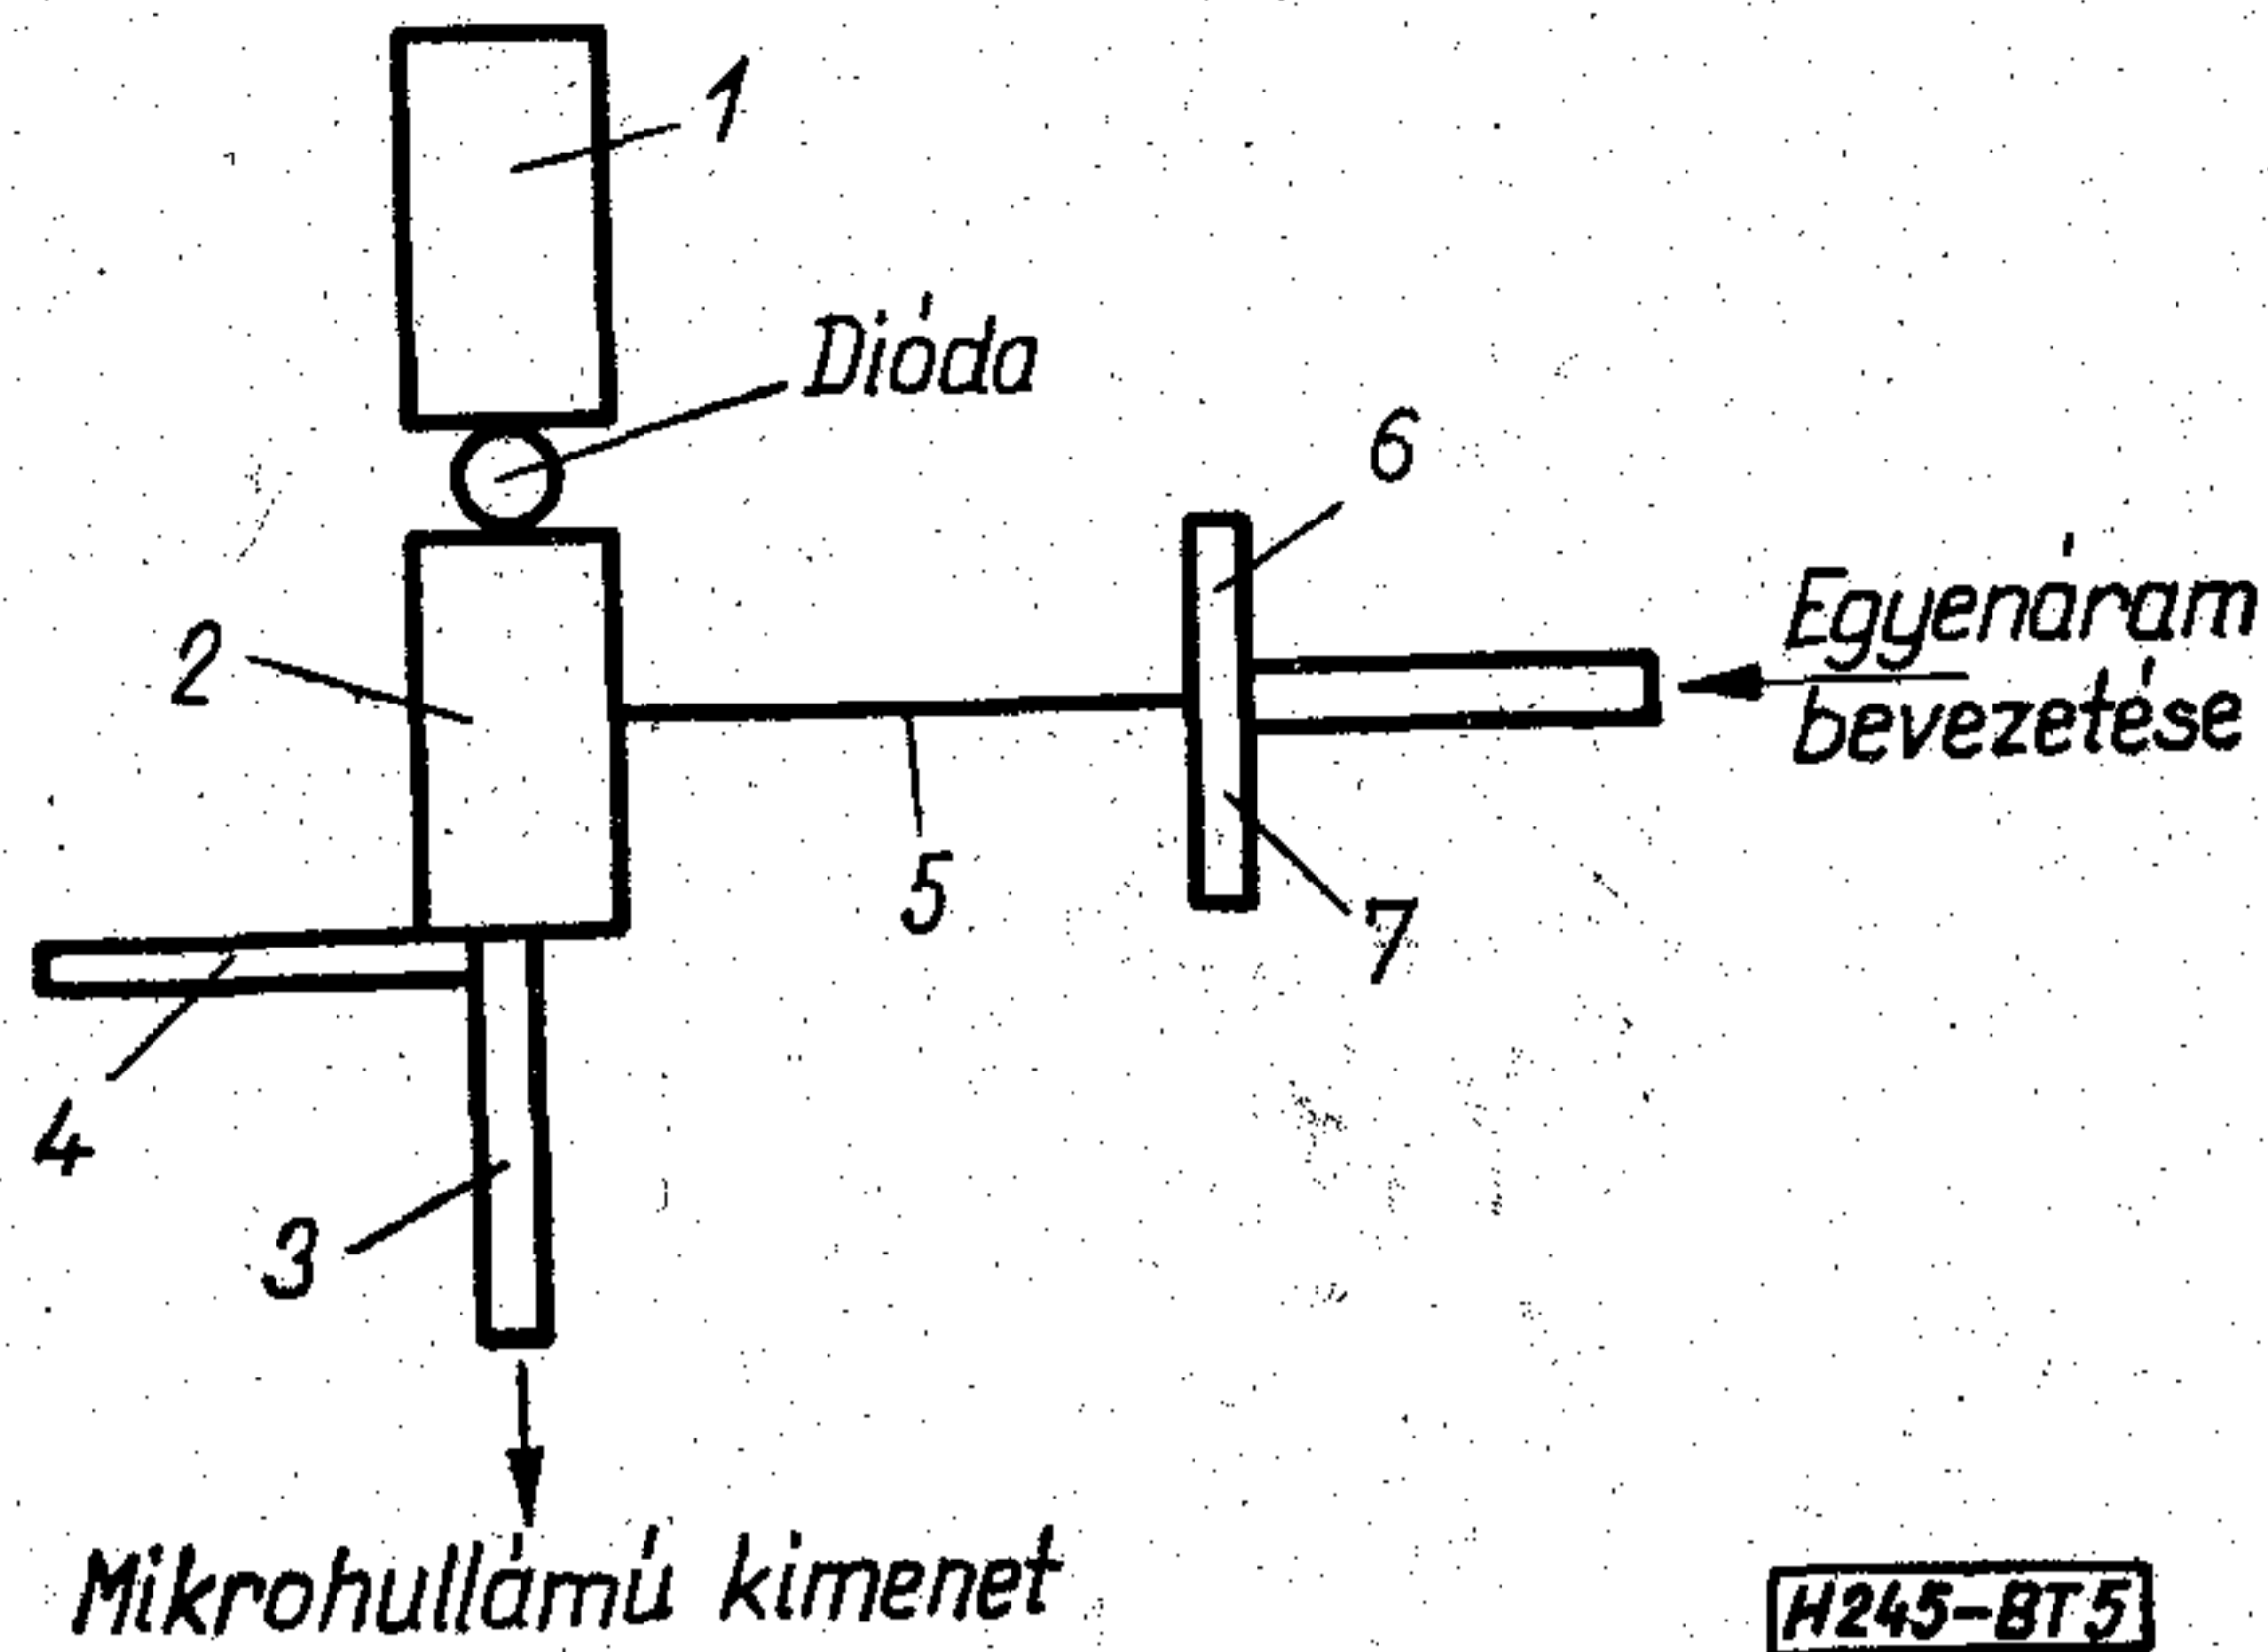 1
Dióda
6
Egyenáram
bevezetése
2
5
7
4
3
Mikrohullámú kimenet
H245-BT5